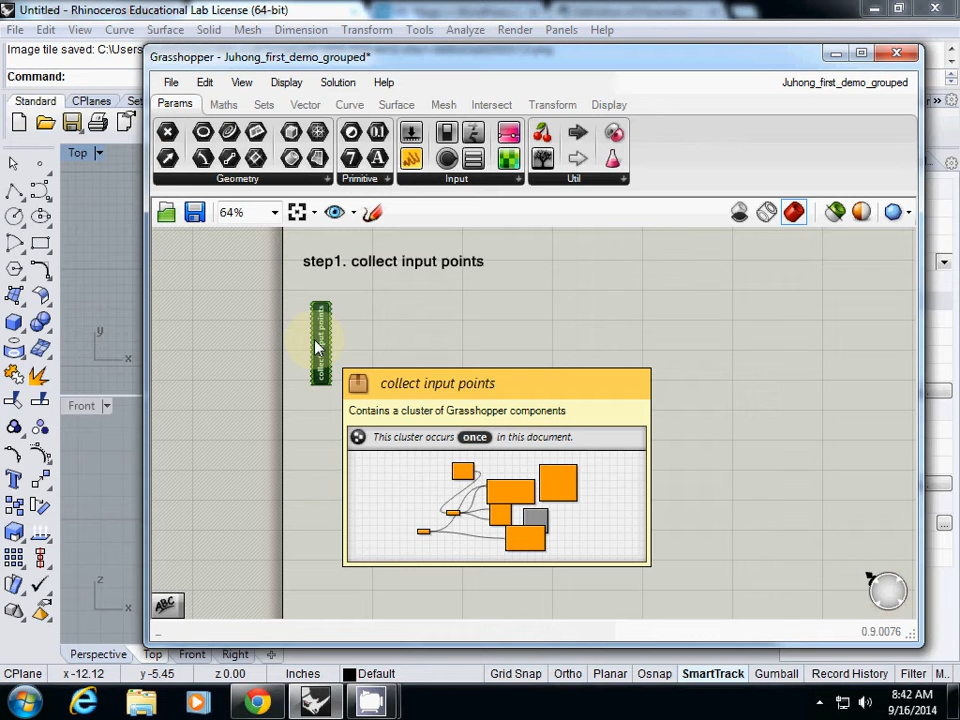 Untitled - Rhinoceros Educational Lab License (64-bit)
File Edit View Curve Surface Solid Mesh Dimension Transform Tools Analyze Render Panels Help
Image tile saved: C:\Users
Command:
Standard CPlanes Set
Grasshopper - Juhong_first_demo_grouped*
File Edit View Display Solution Help
Juhong_first_demo_grouped
Params Maths Sets Vector Curve Surface Mesh Intersect Transform Display
Geometry Primitive Input Util
64%
Top
step1. collect input points
collect input points
collect input points
Contains a cluster of Grasshopper components
This cluster occurs once in this document.
y
x
Front
z
x
ABC
0.9.0076
Perspective Top Front Right
CPlane x -12.12 y -5.45 z 0.00 Inches Default Grid Snap Ortho Planar Osnap SmartTrack Gumball Record History Filter M..
8:42 AM
9/16/2014